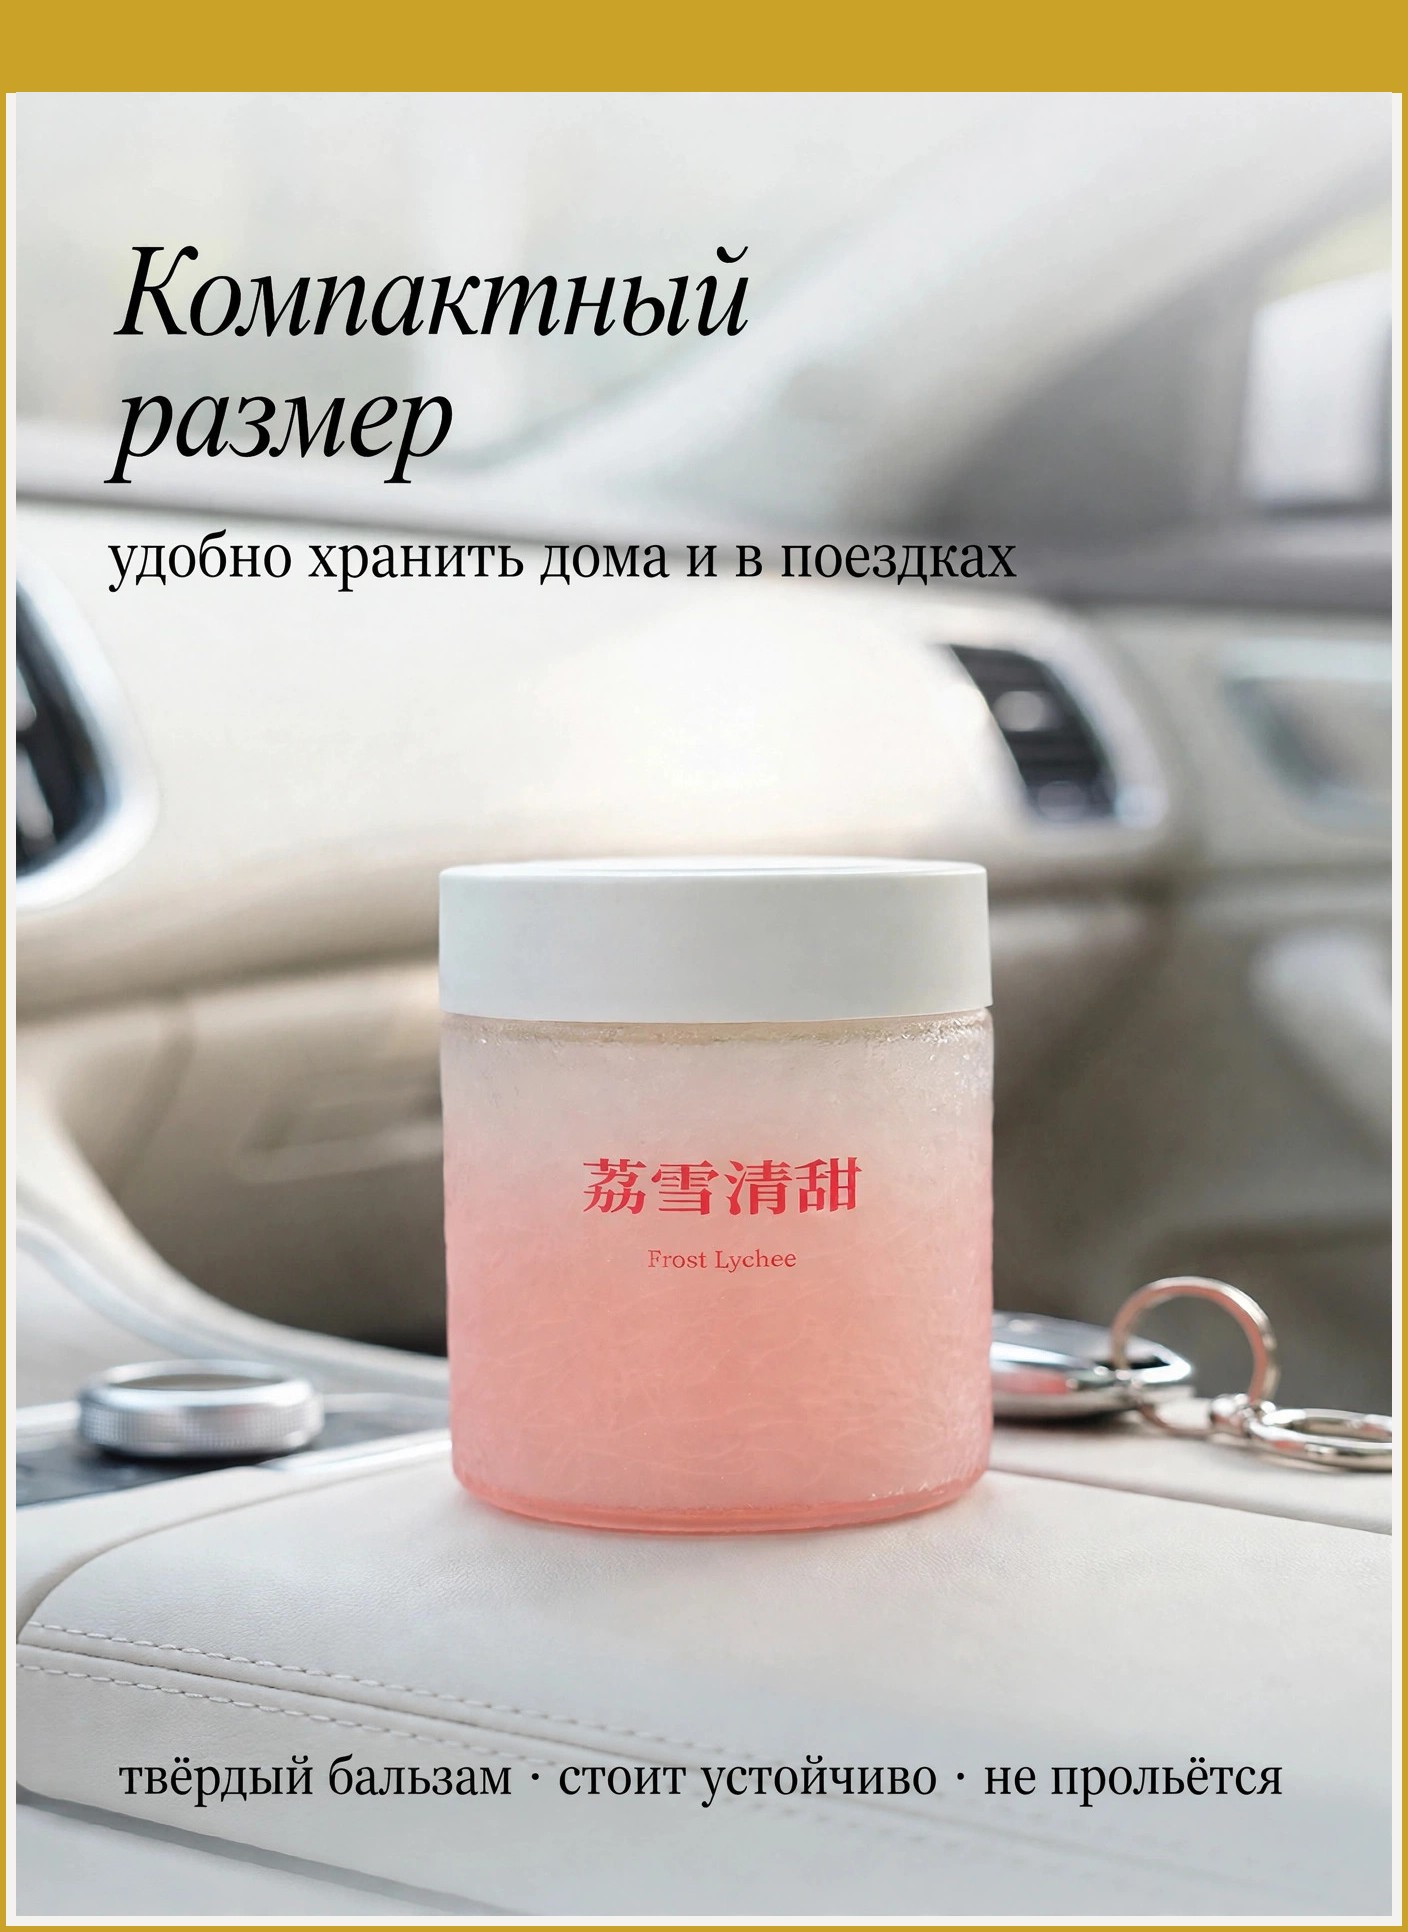 Компактный
размер
удобно хранить дома и в поездках
荔雪清甜
Frost Lychee
твёрдый бальзам · стоит устойчиво · не прольётся